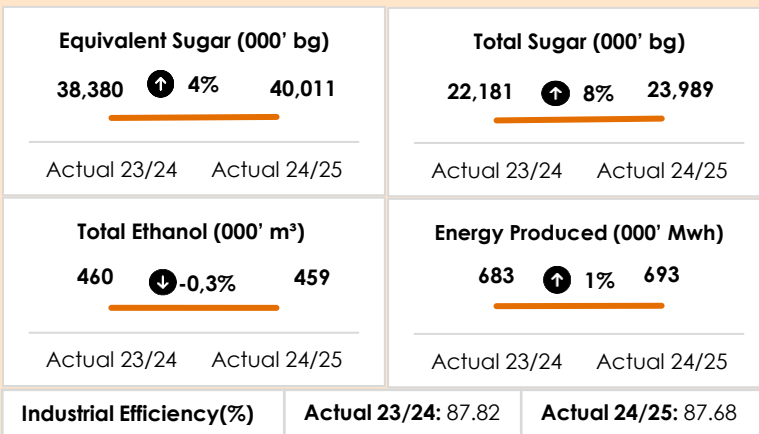 Equivalent Sugar (000' bg)
38,380 4% 40,011
Actual 23/24 Actual 24/25
Total Sugar (000' bg)
22,181 8% 23,989
Actual 23/24 Actual 24/25
Total Ethanol (000' m³)
460 -0,3% 459
Actual 23/24 Actual 24/25
Energy Produced (000' Mwh)
683 1% 693
Actual 23/24 Actual 24/25
Industrial Efficiency(%) Actual 23/24: 87.82 Actual 24/25: 87.68